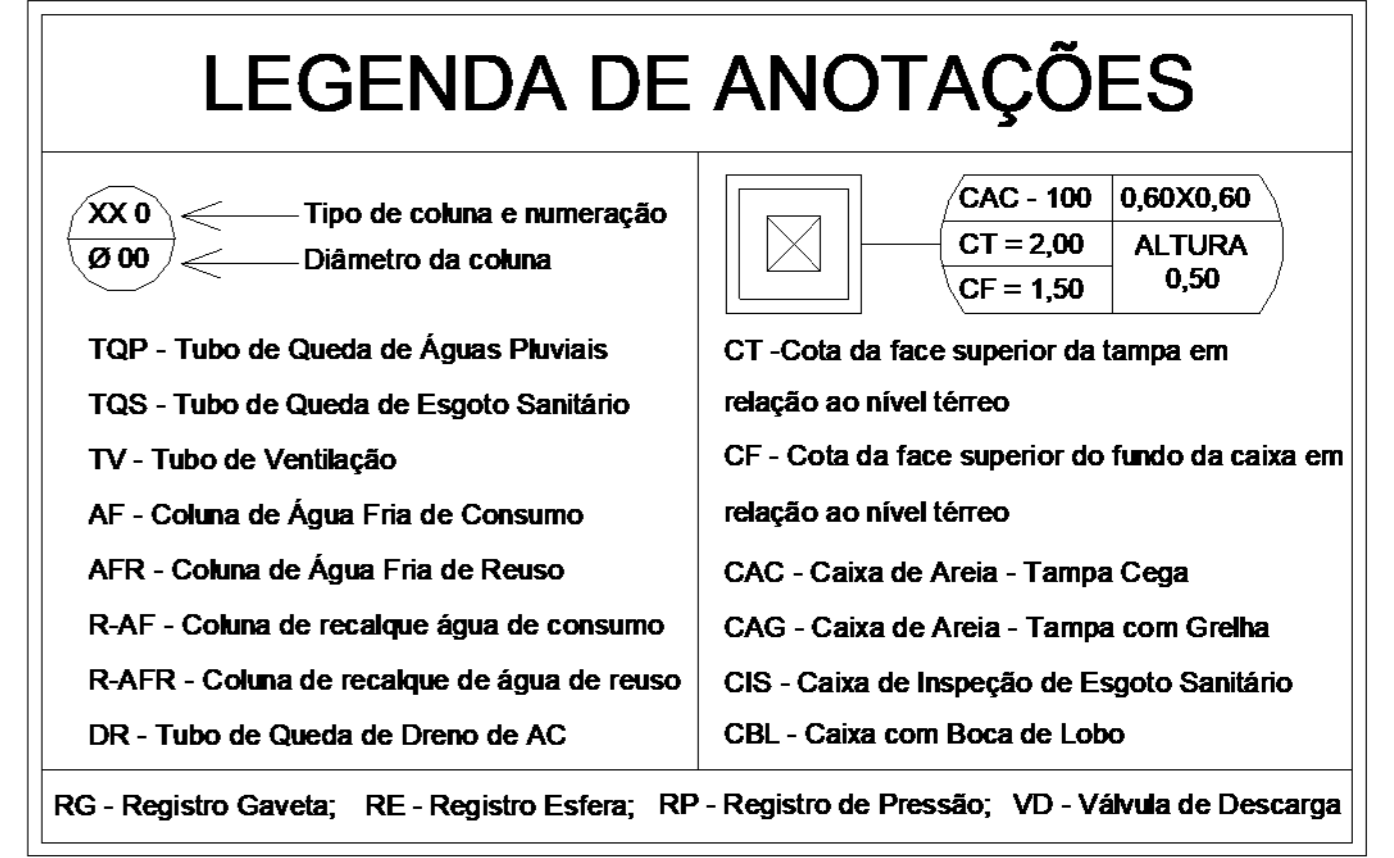 LEGENDA DE ANOTAÇÕES
XX 0
Tipo de coluna e numeração
Ø 00
Diâmetro da coluna
TQP - Tubo de Queda de Águas Pluviais
TQS - Tubo de Queda de Esgoto Sanitário
TV - Tubo de Ventilação
AF - Coluna de Água Fria de Consumo
AFR - Coluna de Água Fria de Reuso
R-AF - Coluna de recalque água de consumo
R-AFR - Coluna de recalque de água de reuso
DR - Tubo de Queda de Dreno de AC
CAC - 100
0,60X0,60
CT = 2,00
ALTURA
0,50
CF = 1,50
CT -Cota da face superior da tampa em
relação ao nível térreo
CF - Cota da face superior do fundo da caixa em
relação ao nível térreo
CAC - Caixa de Areia - Tampa Cega
CAG - Caixa de Areia - Tampa com Grelha
CIS - Caixa de Inspeção de Esgoto Sanitário
CBL - Caixa com Boca de Lobo
RG - Registro Gaveta; RE - Registro Esfera; RP - Registro de Pressão; VD - Válvula de Descarga